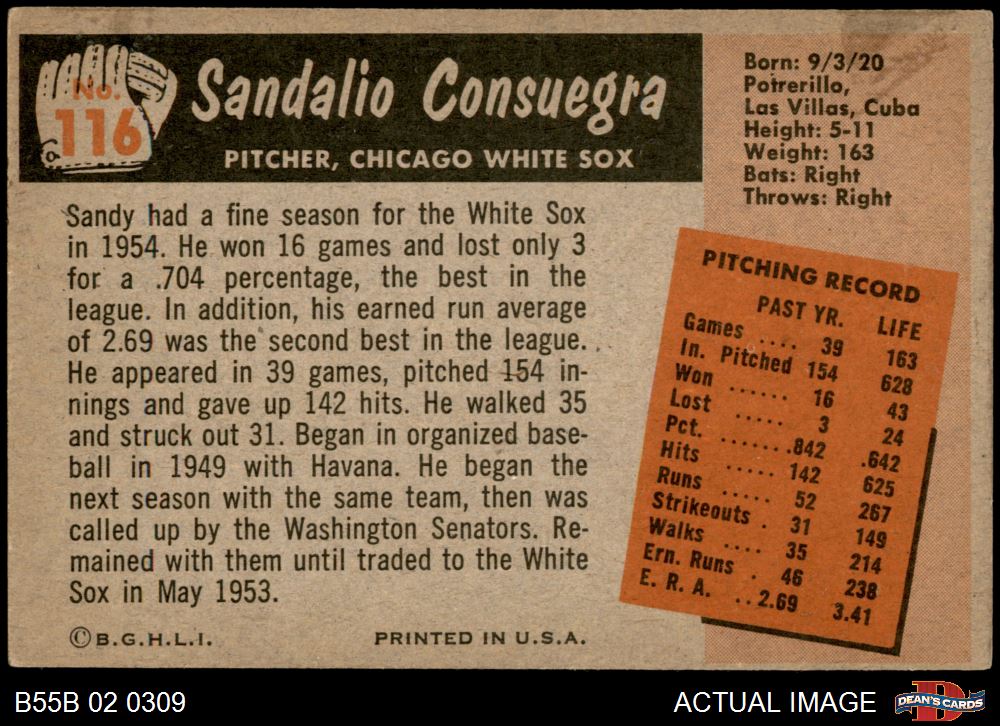 No.
116
Sandalio Consuegra
PITCHER, CHICAGO WHITE SOX
Born: 9/3/20
Potrerillo,
Las Villas, Cuba
Height: 5-11
Weight: 163
Bats: Right
Throws: Right
Sandy had a fine season for the White Sox
in 1954. He won 16 games and lost only 3
for a .704 percentage, the best in the
league. In addition, his earned run average
of 2.69 was the second best in the league.
He appeared in 39 games, pitched 154 in-
nings and gave up 142 hits. He walked 35
and struck out 31. Began in organized base-
ball in 1949 with Havana. He began the
next season with the same team, then was
called up by the Washington Senators. Re-
mained with them until traded to the White
Sox in May 1953.
PITCHING RECORD
PAST YR. LIFE
Games .... 39 163
In. Pitched 154 628
Won ...... 16 43
Lost ..... 3 24
Pct. .......842 .642
Hits ..... 142 625
Runs ..... 52 267
Strikeouts . 31 149
Walks .... 35 214
Ern. Runs . 46 238
E. R. A. ..2.69 3.41
©B.G.H.L.I. PRINTED IN U.S.A.
B55B 02 0309 ACTUAL IMAGE D DEAN'S CARDS